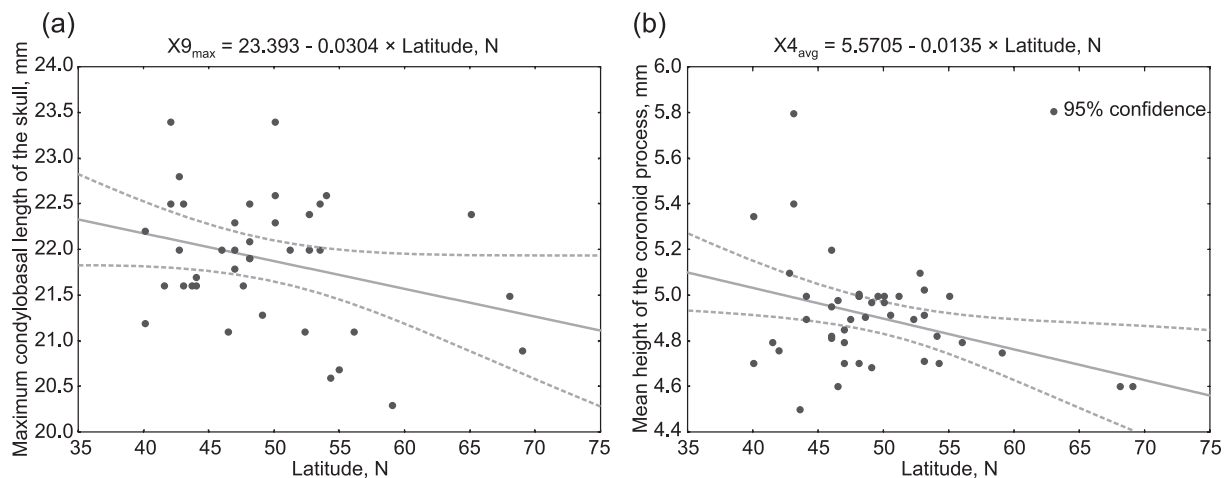 (a)
X9max = 23.393 - 0.0304 × Latitude, N
Maximum condylobasal length of the skull, mm
24.0
23.5
23.0
22.5
22.0
21.5
21.0
20.5
20.0
35 40 45 50 55 60 65 70 75
Latitude, N
(b)
X4avg = 5.5705 - 0.0135 × Latitude, N
Mean height of the coronoid process, mm
6.0
5.8
5.6
5.4
5.2
5.0
4.8
4.6
4.4
95% confidence
35 40 45 50 55 60 65 70 75
Latitude, N